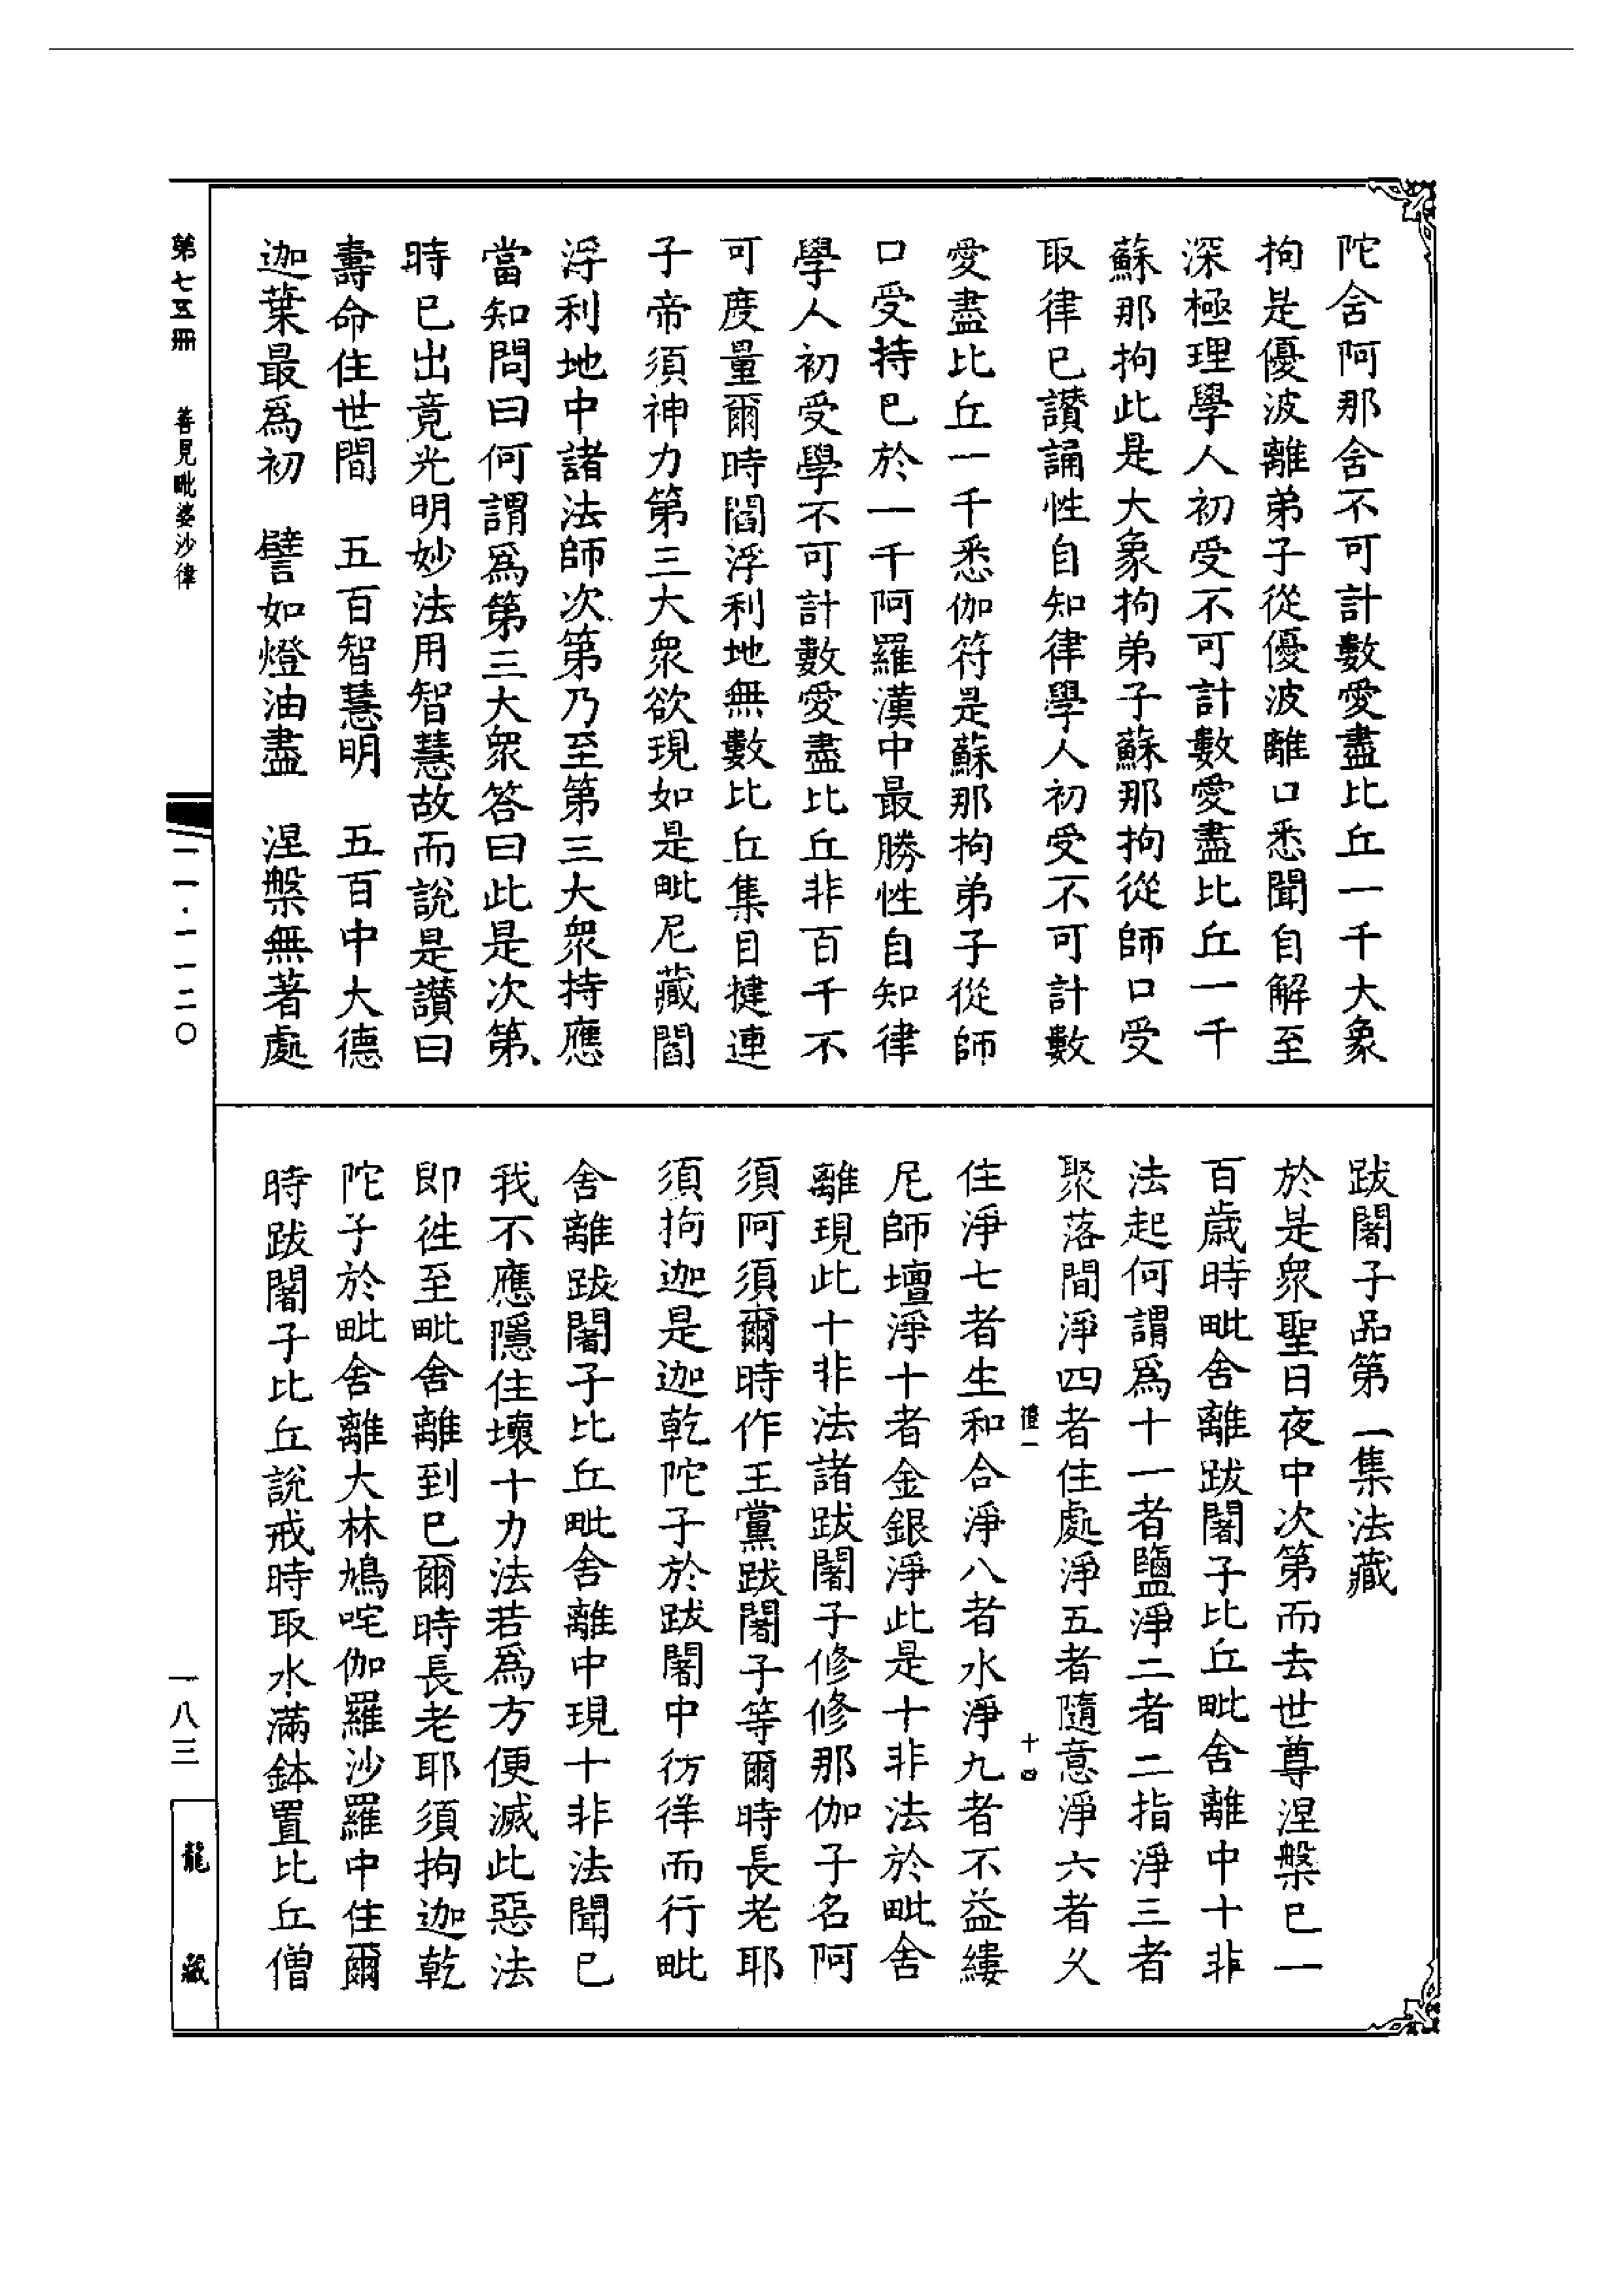 陀舍阿那舍不可計數愛盡比丘一千大象
拘是優波離弟子從優波離口悉聞自解至
深極理學人初受不可計數愛盡比丘一千
蘇那拘此是大象拘弟子蘇那拘從師口受
取律已讚誦性自知律學人初受不可計數
愛盡比丘一千悉伽符是蘇那拘弟子從師
口受持已於一千阿羅漢中最勝性自知律
學人初受學不可計數愛盡比丘非百千不
可度量爾時閻浮利地無數比丘集目揵連
子帝須神力第三大眾欲現如是毗尼藏閻
浮利地中諸法師次第乃至第三大眾持應
當知問曰何謂為第三大眾答曰此是次第
時已出竟光明妙法用智慧故而說是讚曰
壽命住世間　五百智慧明　五百中大德
迦葉最為初　譬如燈油盡　涅槃無著處
跋闍子品第一集法藏
於是眾聖日夜中次第而去世尊涅槃已一
百歲時毗舍離跋闍子比丘毗舍離中十非
法起何謂為十一者鹽淨二者二指淨三者
聚落間淨四者住處淨五者隨意淨六者乆
禮一　十四
住淨七者生和合淨八者水淨九者不益縷
尼師壇淨十者金銀淨此是十非法於毗舍
離現此十非法諸跋闍子修修那伽子名阿
須阿須爾時作王黨跋闍子等爾時長老耶
須拘迦是迦乾陀子於跋闍中彷徉而行毗
舍離跋闍子比丘毗舍離中現十非法聞已
我不應隱住壞十力法若為方便滅此惡法
即徃至毗舍離到已爾時長老耶須拘迦乾
陀子於毗舍離大林鳩咤伽羅沙羅中住爾
時跋闍子比丘說戒時取水滿鉢置比丘僧
第七五冊　善見毗婆沙律
一一·一一二〇
一八三
龍藏